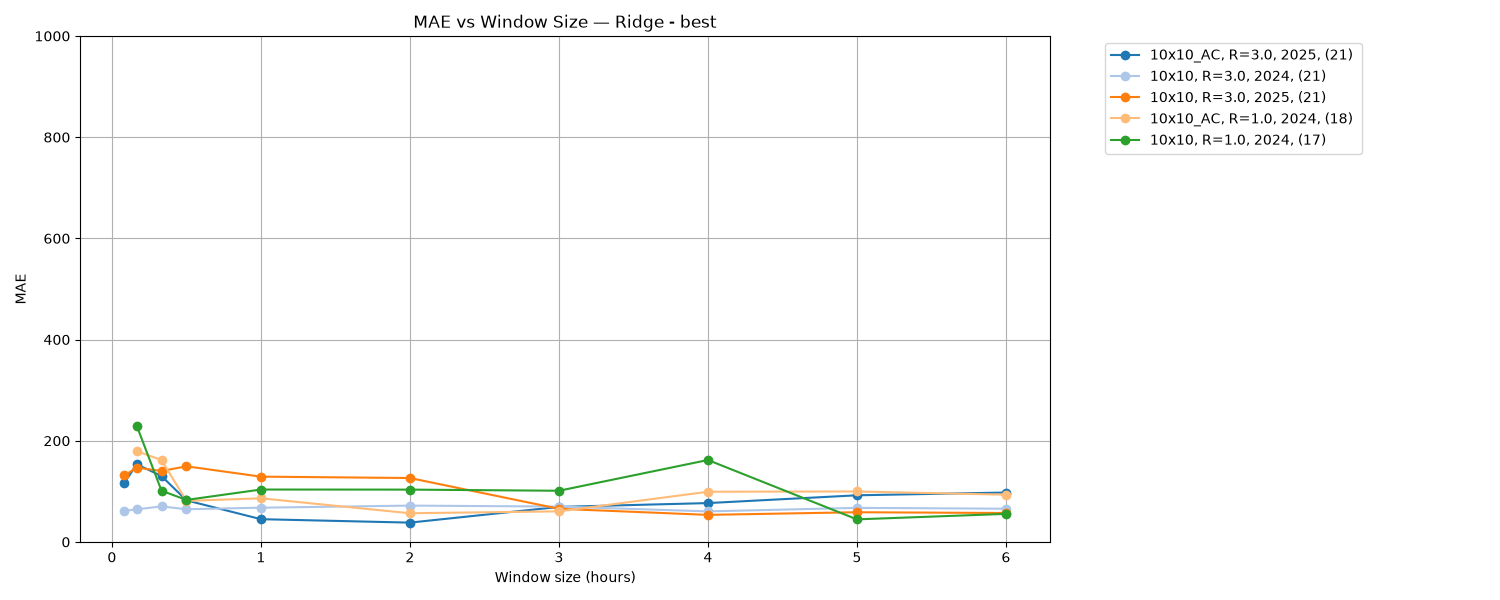 MAE vs Window Size — Ridge - best
1000
800
600
400
200
0
MAE
0 1 2 3 4 5 6
Window size (hours)
10x10_AC, R=3.0, 2025, (21)
10x10, R=3.0, 2024, (21)
10x10, R=3.0, 2025, (21)
10x10_AC, R=1.0, 2024, (18)
10x10, R=1.0, 2024, (17)